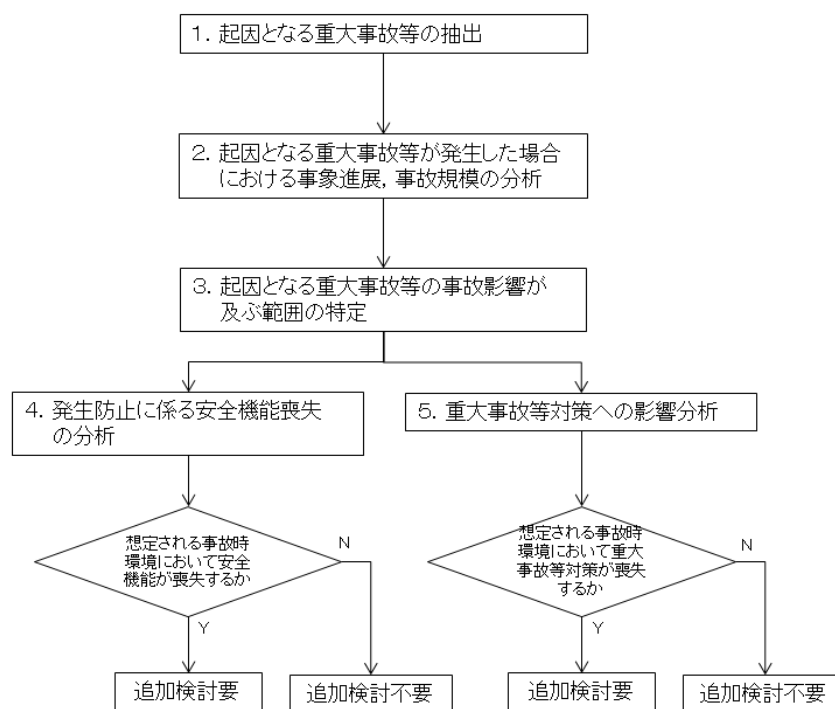 1．起因となる重大事故等の抽出
2．起因となる重大事故等が発生した場合
における事象進展，事故規模の分析
3．起因となる重大事故等の事故影響が
及ぶ範囲の特定
4．発生防止に係る安全機能喪失
の分析
5．重大事故等対策への影響分析
想定される事故時
環境において安全
機能が喪失するか
N
Y
想定される事故時
環境において重大
事故等対策が喪失
するか
N
Y
追加検討要
追加検討不要
追加検討要
追加検討不要